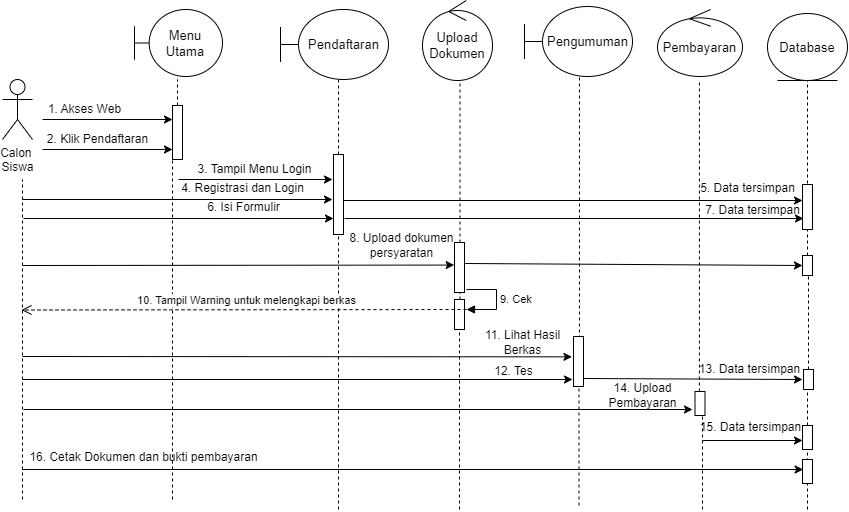 Menu
Utama
Pendaftaran
Upload
Dokumen
Pengumuman
Pembayaran
Database
Calon
Siswa
1. Akses Web
2. Klik Pendaftaran
3. Tampil Menu Login
4. Registrasi dan Login
5. Data tersimpan
6. Isi Formulir
7. Data tersimpan
8. Upload dokumen
persyaratan
9. Cek
10. Tampil Warning untuk melengkapi berkas
11. Lihat Hasil
Berkas
12. Tes
13. Data tersimpan
14. Upload
Pembayaran
15. Data tersimpan
16. Cetak Dokumen dan bukti pembayaran